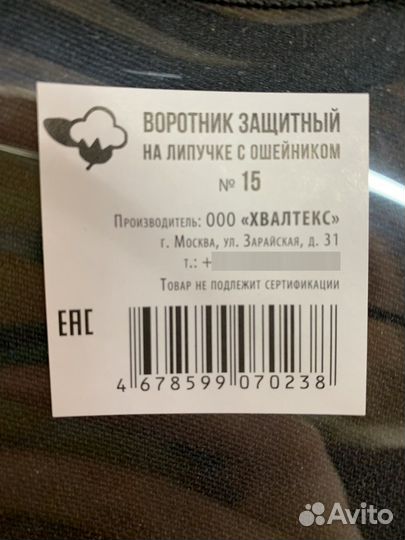 ВОРОТНИК ЗАЩИТНЫЙ
НА ЛИПУЧКЕ С ОШЕЙНИКОМ
№ 15
Производитель: ООО «ХВАЛТЕКС»
г. Москва, ул. Зарайская, д. 31
т.: +
Товар не подлежит сертификации
EAC
4 678599 070238
Avito